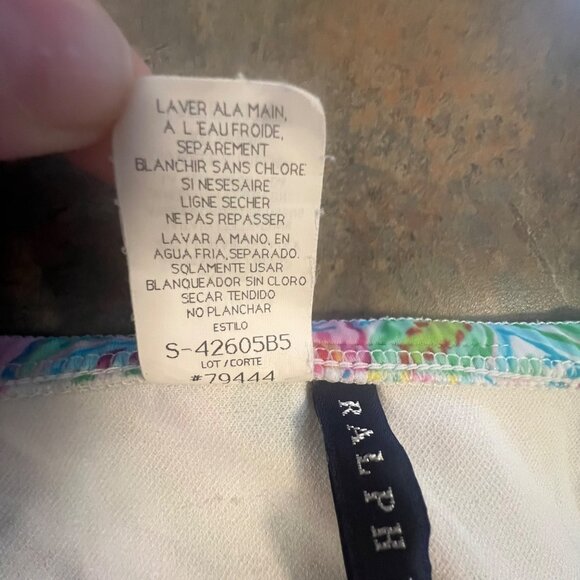 LAVER ALA MAIN,
A L'EAU FROIDE,
SEPAREMENT
BLANCHIR SANS CHLORE
SI NESESAIRE
LIGNE SECHER
NE PAS REPASSER
LAVAR A MANO, EN
AGUA FRIA, SEPARADO.
SOLAMENTE USAR
BLANQUEADOR SIN CLORO
SECAR TENDIDO
NO PLANCHAR
ESTILO
S-42605B5
LOT / CORTE
#79444
RALPH